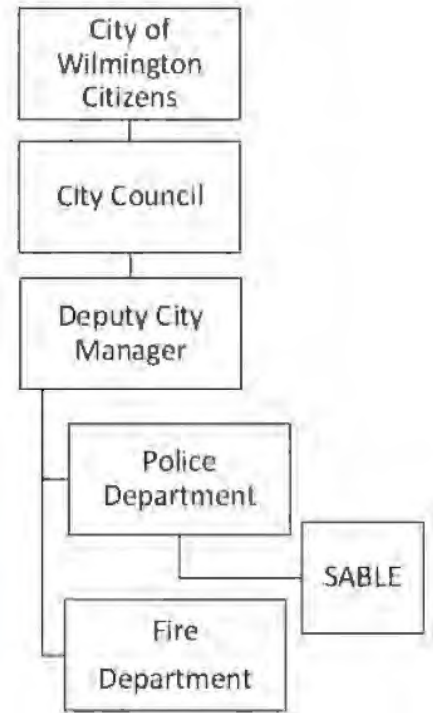 City of
Wilmington
Citizens
City Council
Deputy City
Manager
Police
Department
SABLE
Fire
Department